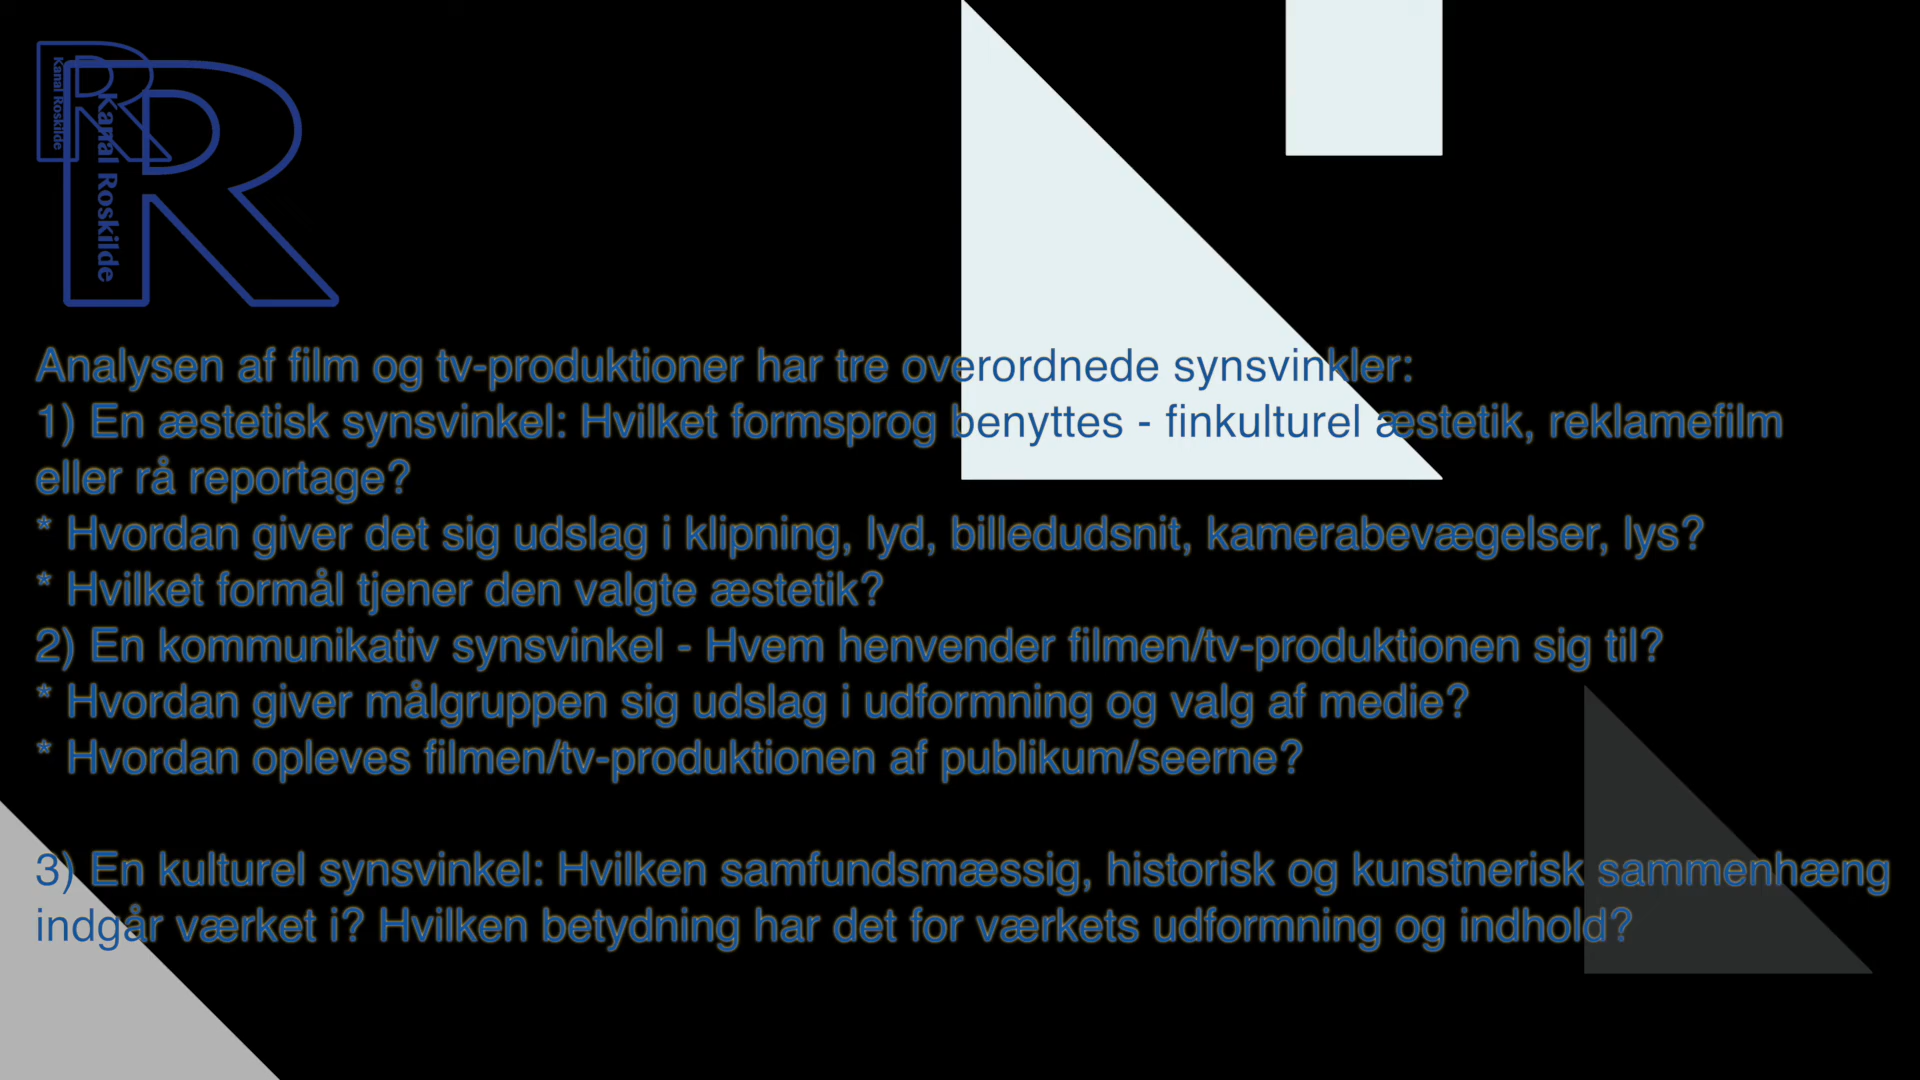 Kanal Roskilde
Kanal Roskilde
Analysen af film og tv-produktioner har tre overordnede synsvinkler:
1) En æstetisk synsvinkel: Hvilket formsprog benyttes - finkulturel æstetik, reklamefilm
eller rå reportage?
* Hvordan giver det sig udslag i klipning, lyd, billedudsnit, kamerabevægelser, lys?
* Hvilket formål tjener den valgte æstetik?
2) En kommunikativ synsvinkel - Hvem henvender filmen/tv-produktionen sig til?
* Hvordan giver målgruppen sig udslag i udformning og valg af medie?
* Hvordan opleves filmen/tv-produktionen af publikum/seerne?
3) En kulturel synsvinkel: Hvilken samfundsmæssig, historisk og kunstnerisk sammenhæng
indgår værket i? Hvilken betydning har det for værkets udformning og indhold?